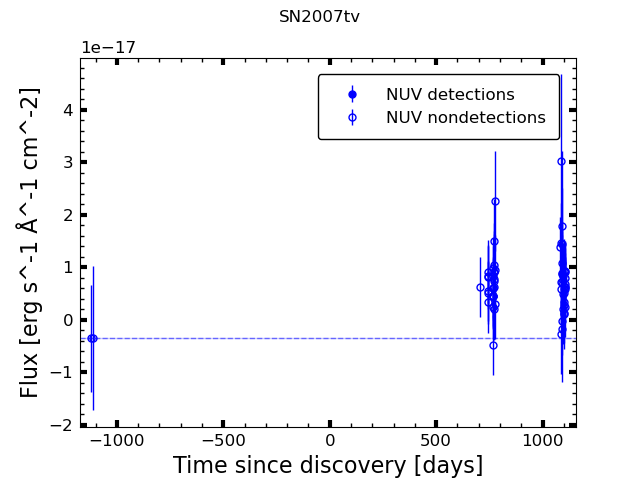 SN2007tv
1e−17
NUV detections
NUV nondetections
4
3
2
1
0
−1
−2
Flux [erg s^-1 Å^-1 cm^-2]
−1000
−500
0
500
1000
Time since discovery [days]